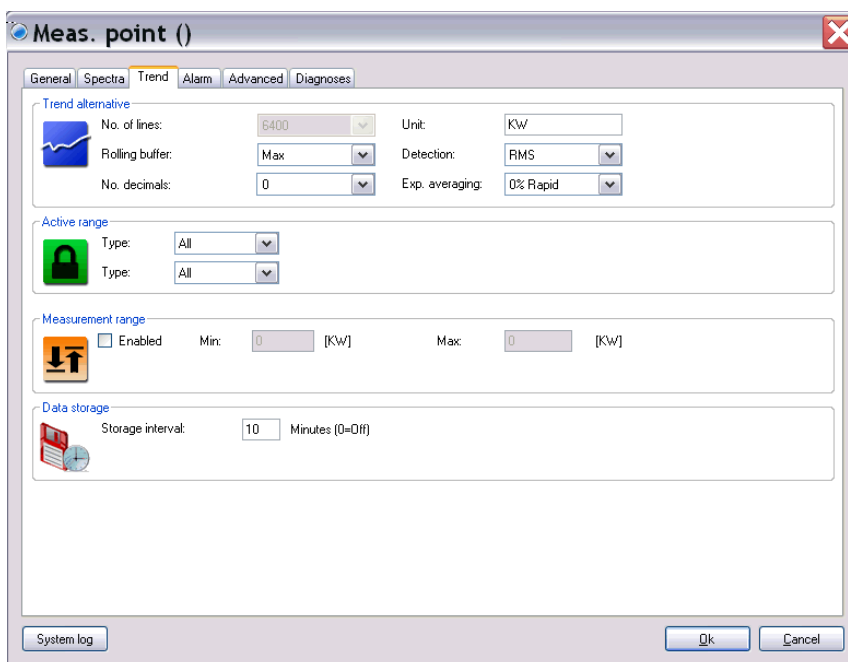 Meas. point ()
General Spectra Trend Alarm Advanced Diagnoses
Trend alternative
No. of lines: 6400 Unit: KW
Rolling buffer: Max Detection: RMS
No. decimals: 0 Exp. averaging: 0% Rapid
Active range
Type: All
Type: All
Measurement range
Enabled Min: 0 [KW] Max: 0 [KW]
Data storage
Storage interval: 10 Minutes (0=Off)
System log Ok Cancel